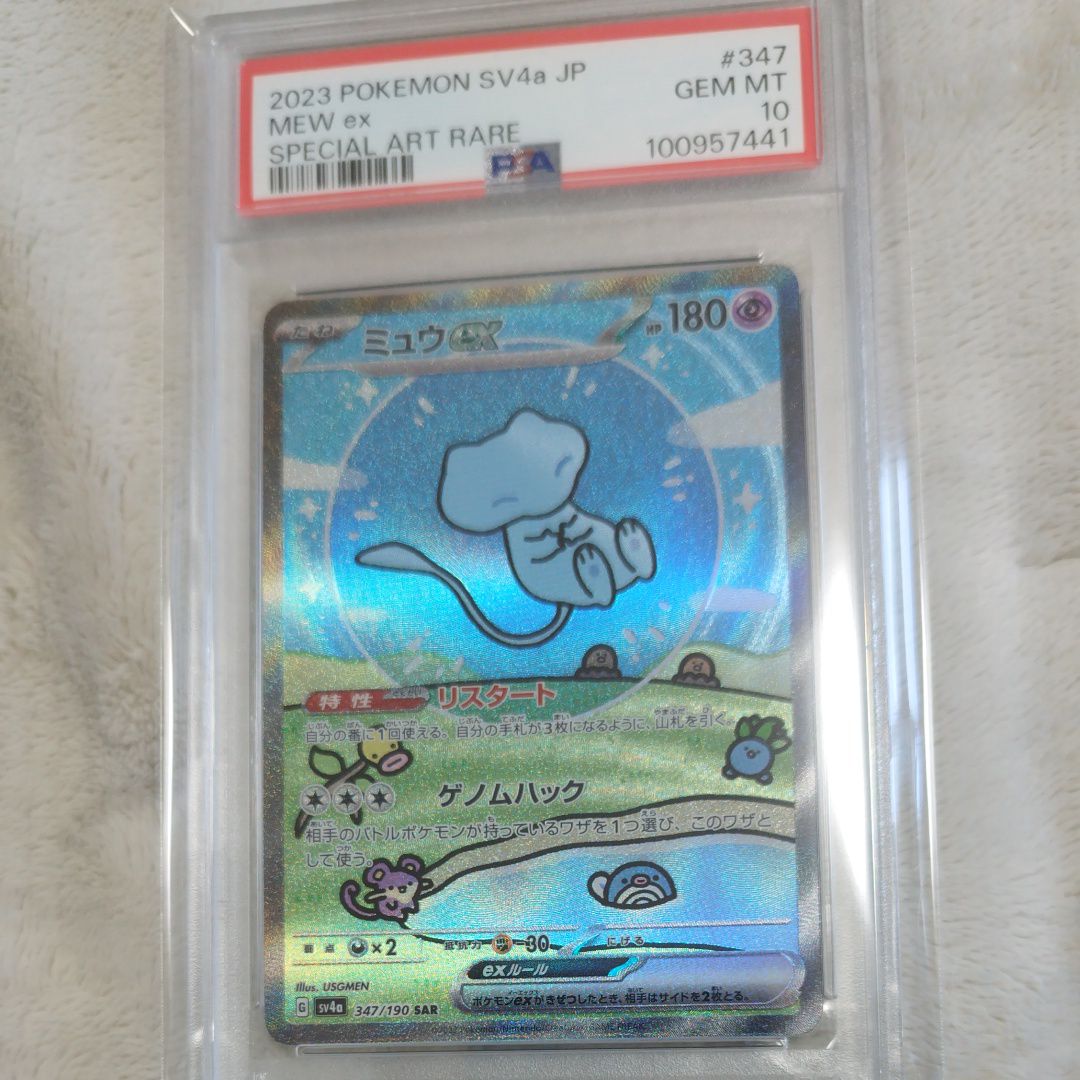 2023 POKEMON SV4a JP #347
MEW ex GEM MT
SPECIAL ART RARE 10
PSA 100957441
たね ミュウex HP 180
特性 リスタート
自分の番に1回使える。自分の手札が3枚になるように、山札を引く。
ゲノムハック
相手のバトルポケモンが持っているワザを1つ選び、このワザと
して使う。
弱点 ×2 抵抗力 -30 にげる
exルール
ポケモンexがきぜつしたとき、相手はサイドを2枚とる。
Illus. USGMEN
G sv4a 347/190 SAR